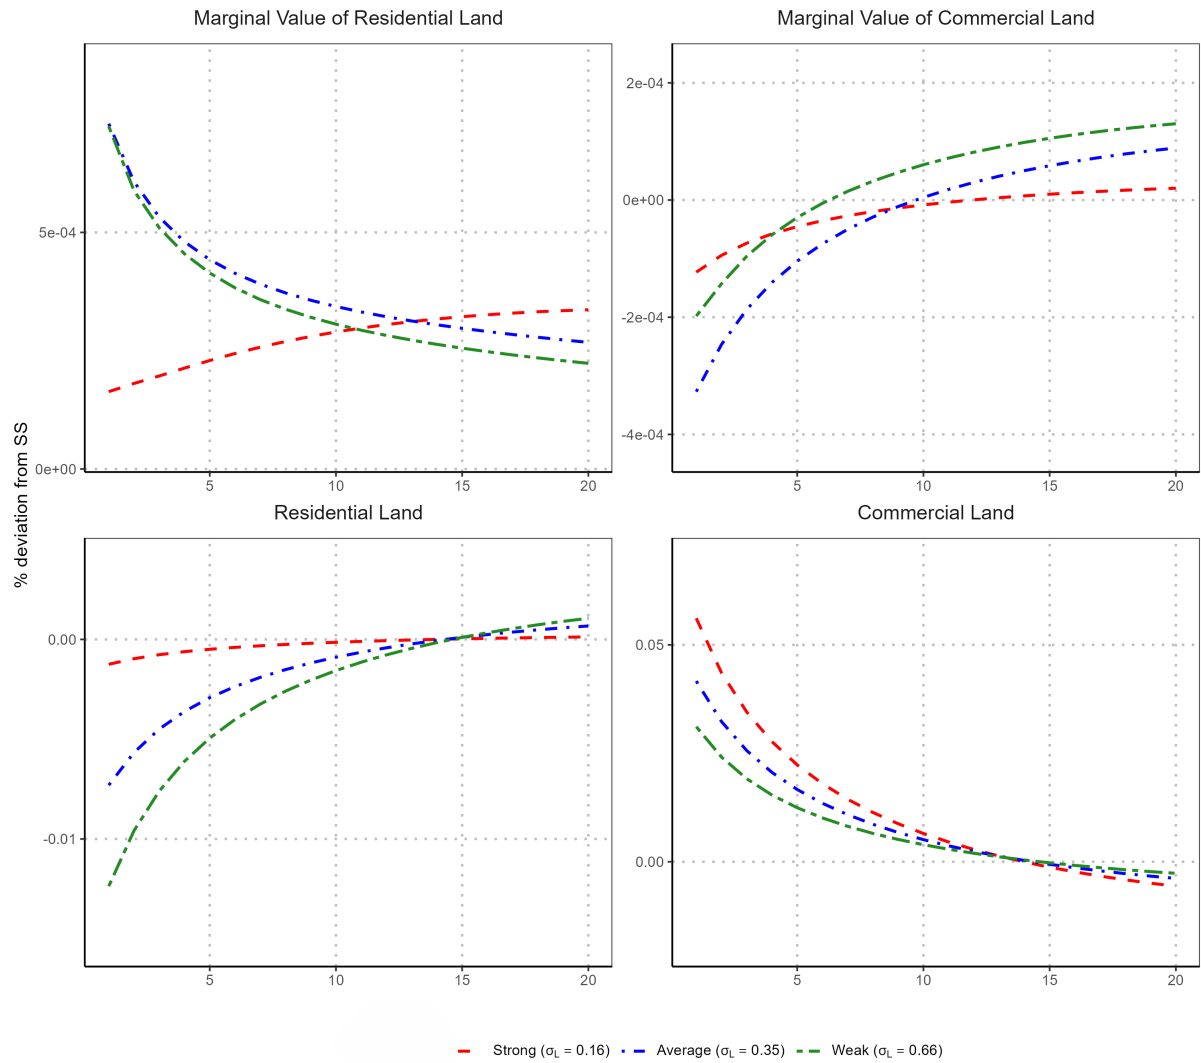 Marginal Value of Residential Land
Marginal Value of Commercial Land
5e-04
0e+00
5 10 15 20
2e-04
0e+00
-2e-04
-4e-04
5 10 15 20
% deviation from SS
Residential Land
Commercial Land
0.00
-0.01
5 10 15 20
0.05
0.00
5 10 15 20
Strong (σL = 0.16) Average (σL = 0.35) Weak (σL = 0.66)